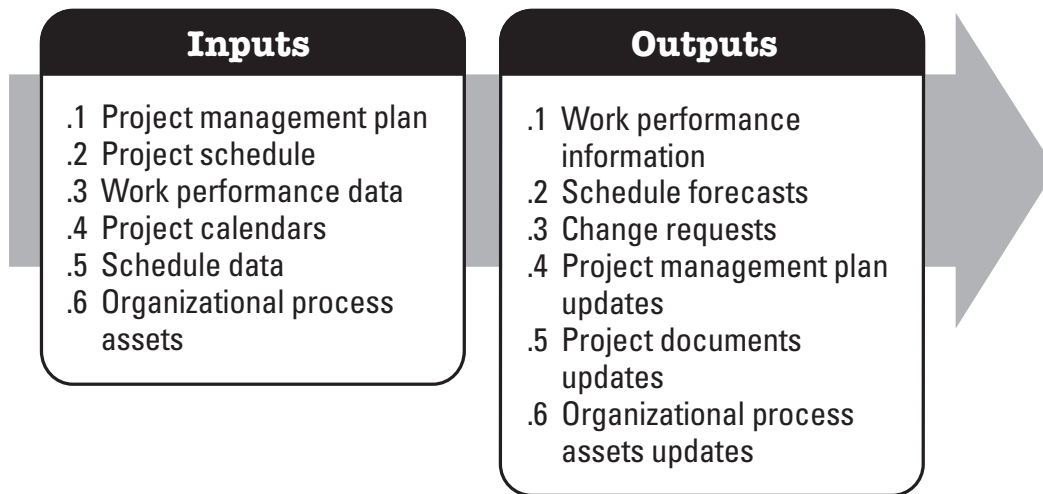 Inputs
.1 Project management plan
.2 Project schedule
.3 Work performance data
.4 Project calendars
.5 Schedule data
.6 Organizational process
assets
Outputs
.1 Work performance
information
.2 Schedule forecasts
.3 Change requests
.4 Project management plan
updates
.5 Project documents
updates
.6 Organizational process
assets updates